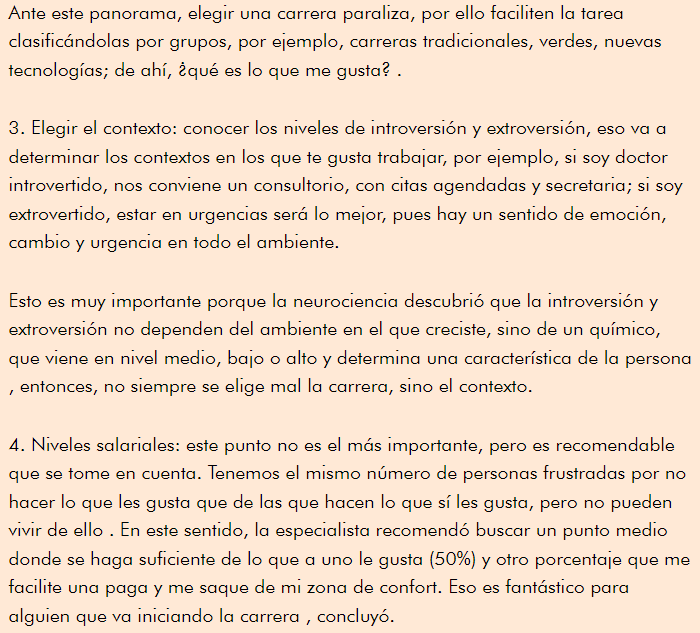 Ante este panorama, elegir una carrera paraliza, por ello faciliten la tarea
clasificándolas por grupos, por ejemplo, carreras tradicionales, verdes, nuevas
tecnologías; de ahí, ¿qué es lo que me gusta? .
3. Elegir el contexto: conocer los niveles de introversión y extroversión, eso va a
determinar los contextos en los que te gusta trabajar, por ejemplo, si soy doctor
introvertido, nos conviene un consultorio, con citas agendadas y secretaria; si soy
extrovertido, estar en urgencias será lo mejor, pues hay un sentido de emoción,
cambio y urgencia en todo el ambiente.
Esto es muy importante porque la neurociencia descubrió que la introversión y
extroversión no dependen del ambiente en el que creciste, sino de un químico,
que viene en nivel medio, bajo o alto y determina una característica de la persona
, entonces, no siempre se elige mal la carrera, sino el contexto.
4. Niveles salariales: este punto no es el más importante, pero es recomendable
que se tome en cuenta. Tenemos el mismo número de personas frustradas por no
hacer lo que les gusta que de las que hacen lo que sí les gusta, pero no pueden
vivir de ello . En este sentido, la especialista recomendó buscar un punto medio
donde se haga suficiente de lo que a uno le gusta (50%) y otro porcentaje que me
facilite una paga y me saque de mi zona de confort. Eso es fantástico para
alguien que va iniciando la carrera , concluyó.